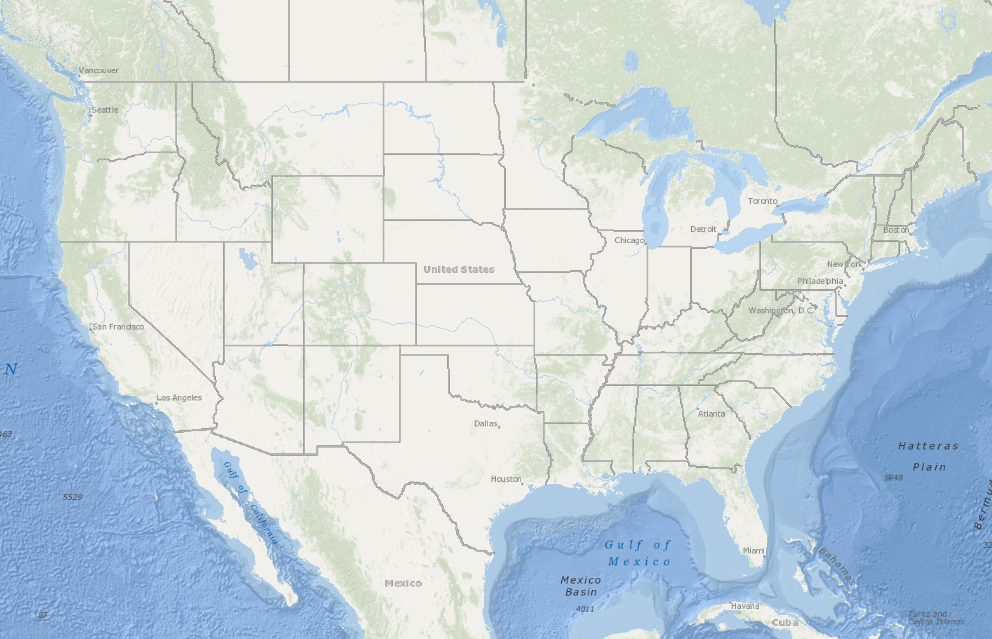 Vancouver
Seattle
Toronto
Detroit
Boston
Chicago
New York
United States
Philadelphia
Washington, D.C.
San Francisco
N
Los Angeles
Atlanta
Dallas
Hatteras
Plain
5648
Houston
Gulf of California
5529
Bermud
Gulf of
Mexico
Miami
Bahamas
Mexico
Mexico
Basin
4011
Havana
Cuba
Turks and
Caicos Islands
87